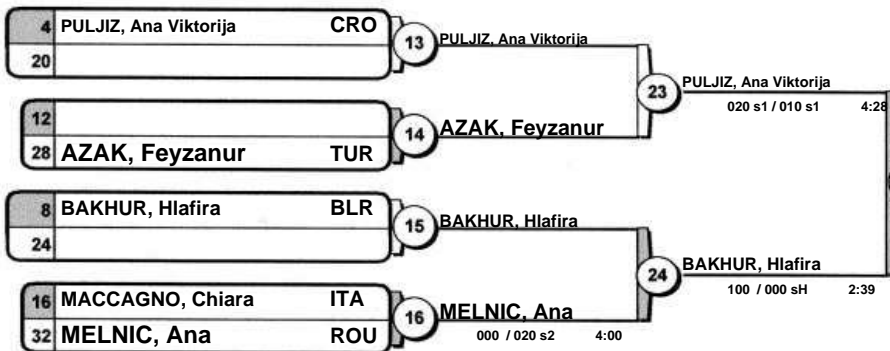 4 PULJIZ, Ana Viktorija CRO
20
13 PULJIZ, Ana Viktorija
12
28 AZAK, Feyzanur TUR
14 AZAK, Feyzanur
23 PULJIZ, Ana Viktorija
020 s1 / 010 s1 4:28
8 BAKHUR, Hlafira BLR
24
15 BAKHUR, Hlafira
16 MACCAGNO, Chiara ITA
32 MELNIC, Ana ROU
16 MELNIC, Ana
000 / 020 s2 4:00
24 BAKHUR, Hlafira
100 / 000 sH 2:39